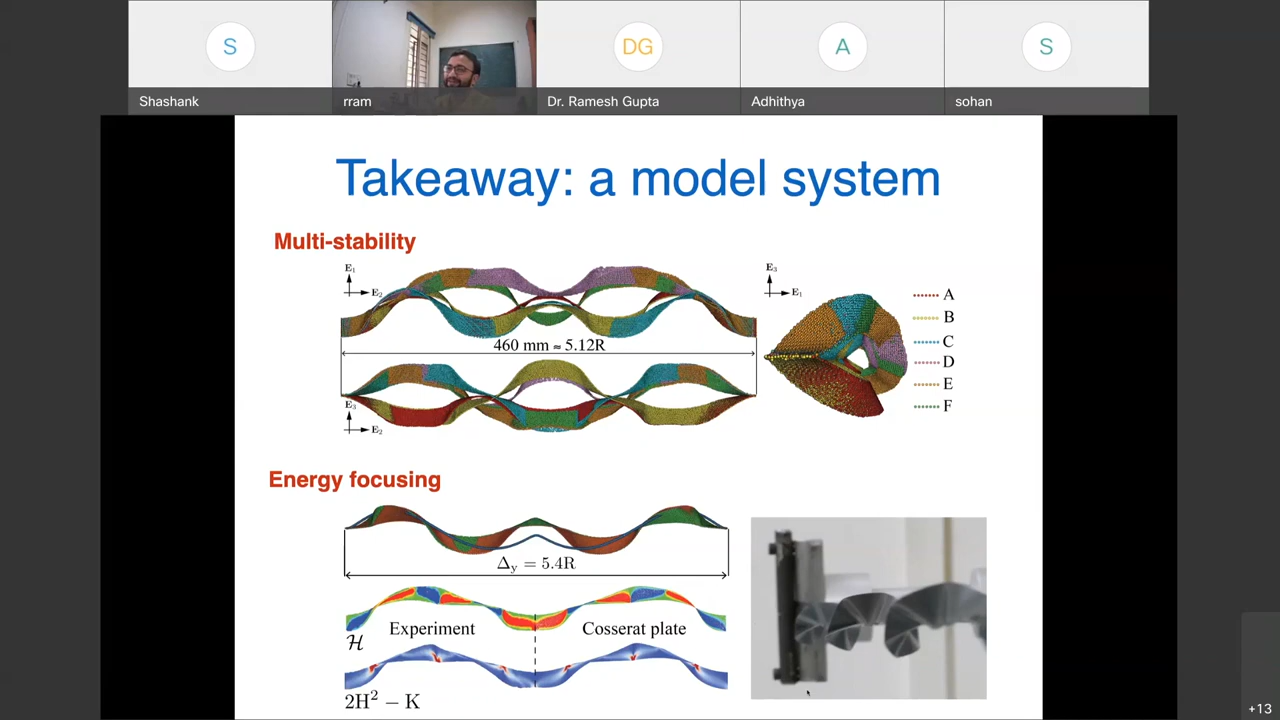 S
DG
A
S
Shashank
rram
Dr. Ramesh Gupta
Adhithya
sohan
Takeaway: a model system
Multi-stability
E₁
E₂
E₃
E₁
A
B
C
D
E
F
460 mm ≈ 5.12R
E₃
E₂
Energy focusing
Δy = 5.4R
Experiment
Cosserat plate
ℋ
2H² − K
+13